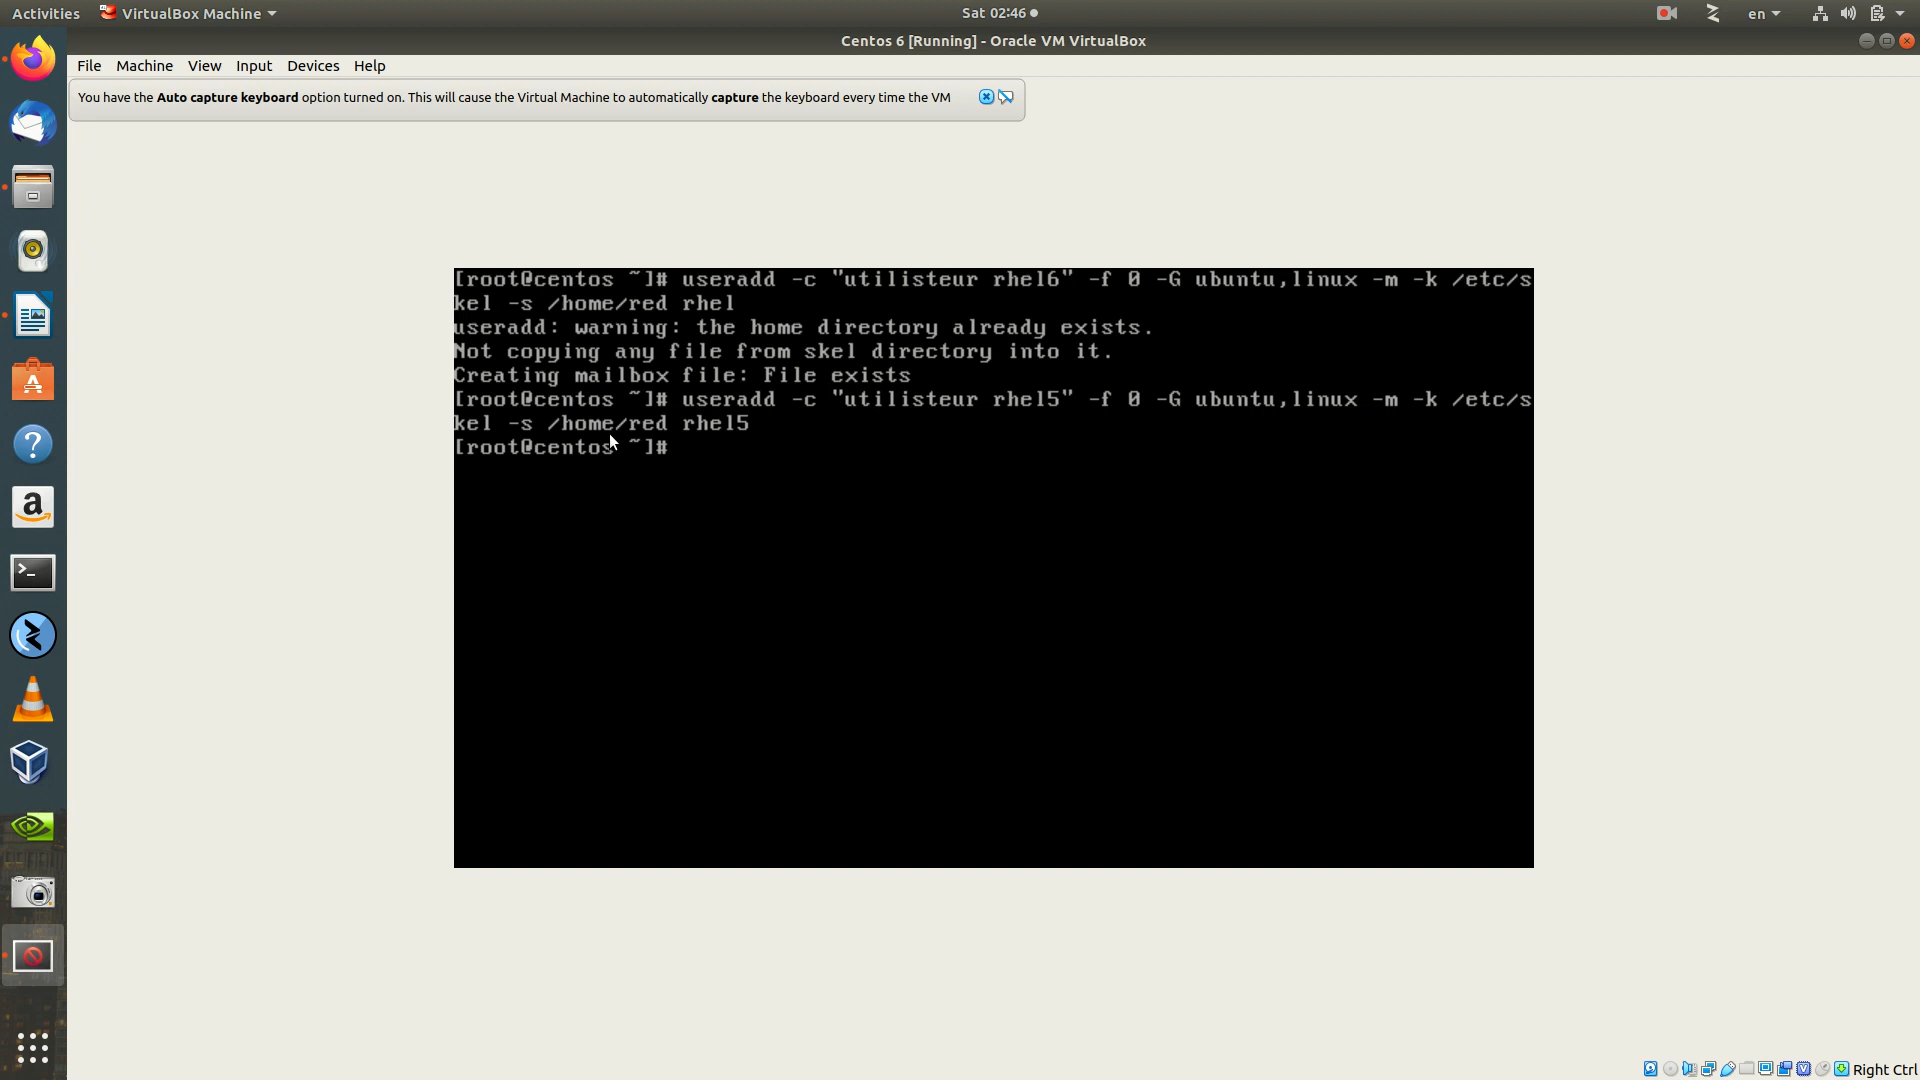 Activities
VirtualBox Machine
Sat 02:46
en
Centos 6 [Running] - Oracle VM VirtualBox
File Machine View Input Devices Help
You have the Auto capture keyboard option turned on. This will cause the Virtual Machine to automatically capture the keyboard every time the VM
[root@centos ~]# useradd -c "utilisteur rhel6" -f 0 -G ubuntu,linux -m -k /etc/s
kel -s /home/red rhel
useradd: warning: the home directory already exists.
Not copying any file from skel directory into it.
Creating mailbox file: File exists
[root@centos ~]# useradd -c "utilisteur rhel5" -f 0 -G ubuntu,linux -m -k /etc/s
kel -s /home/red rhel5
[root@centos ~]#
Right Ctrl